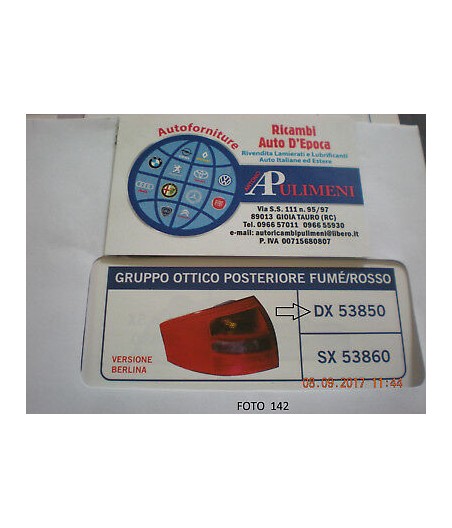 Autoforniture
Ricambi
Auto D'Epoca
Rivendita Lamierati e Lubrificanti
Auto Italiane ed Estere
APULIMENI
Via S.S. 111 n. 95/97
89013 GIOIA TAURO (RC)
Tel. 0966 57011 0966 55930
e-mail: autoricambipulimeni@libero.it
P. IVA 00715680807
GRUPPO OTTICO POSTERIORE FUMÉ/ROSSO
DX 53850
VERSIONE
BERLINA
SX 53860
08.09.2017 11:44
FOTO 142